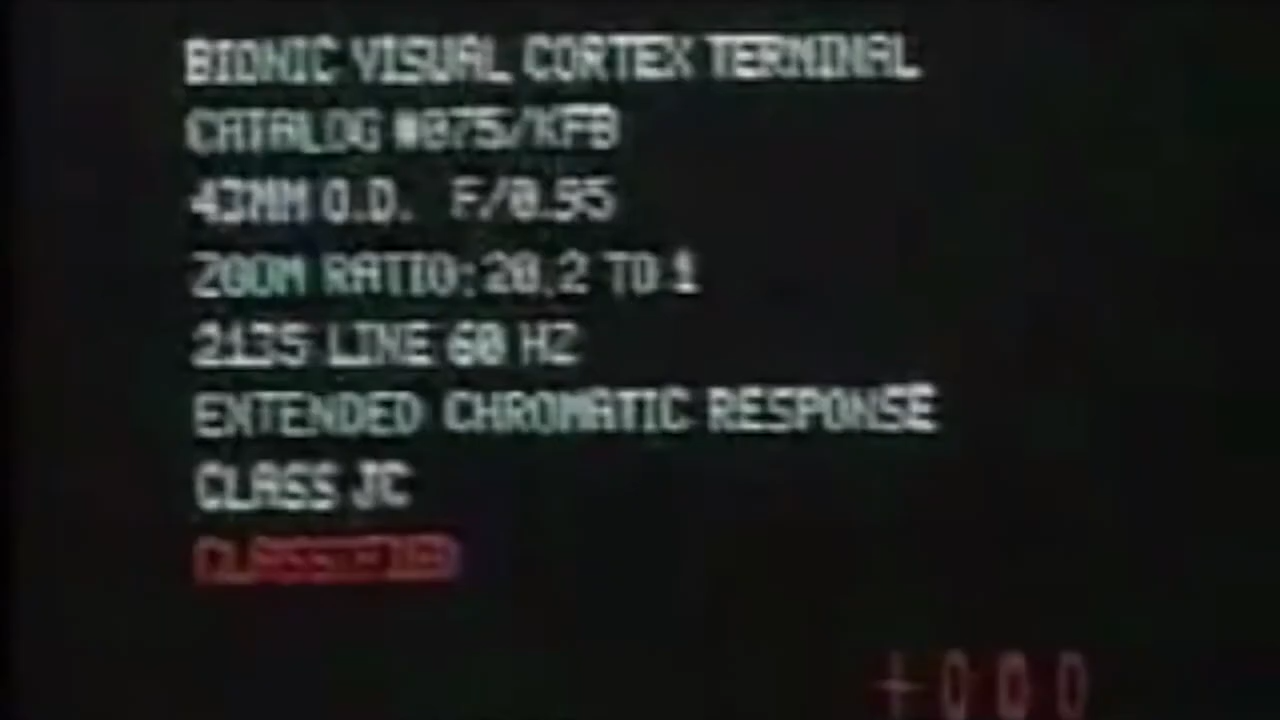 BIONIC VISUAL CORTEX TERMINAL
CATALOG #075/KFB
43MM O.D. F/0.95
ZOOM RATIO: 20.2 TO 1
2135 LINE 60 HZ
EXTENDED CHROMATIC RESPONSE
CLASS JC
CLASSIFIED
+000